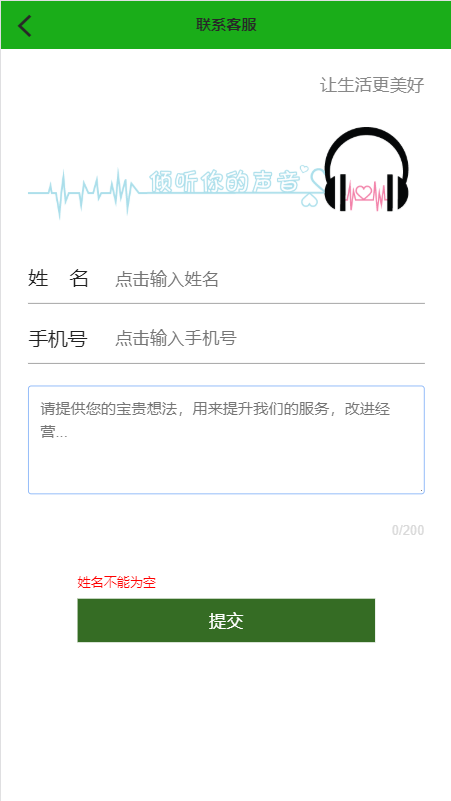 联系客服
让生活更美好
倾听你的声音
姓 名 点击输入姓名
手机号 点击输入手机号
请提供您的宝贵想法，用来提升我们的服务，改进经
营...
0/200
姓名不能为空
提交